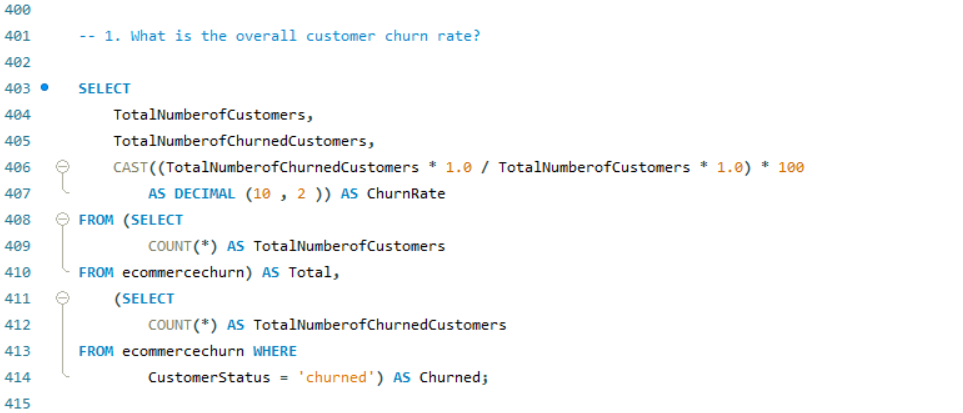 400
401 -- 1. What is the overall customer churn rate?
402
403 SELECT
404 TotalNumberofCustomers,
405 TotalNumberofChurnedCustomers,
406 CAST((TotalNumberofChurnedCustomers * 1.0 / TotalNumberofCustomers * 1.0) * 100
407 AS DECIMAL (10 , 2 )) AS ChurnRate
408 FROM (SELECT
409 COUNT(*) AS TotalNumberofCustomers
410 FROM ecommercechurn) AS Total,
411 (SELECT
412 COUNT(*) AS TotalNumberofChurnedCustomers
413 FROM ecommercechurn WHERE
414 CustomerStatus = 'churned') AS Churned;
415